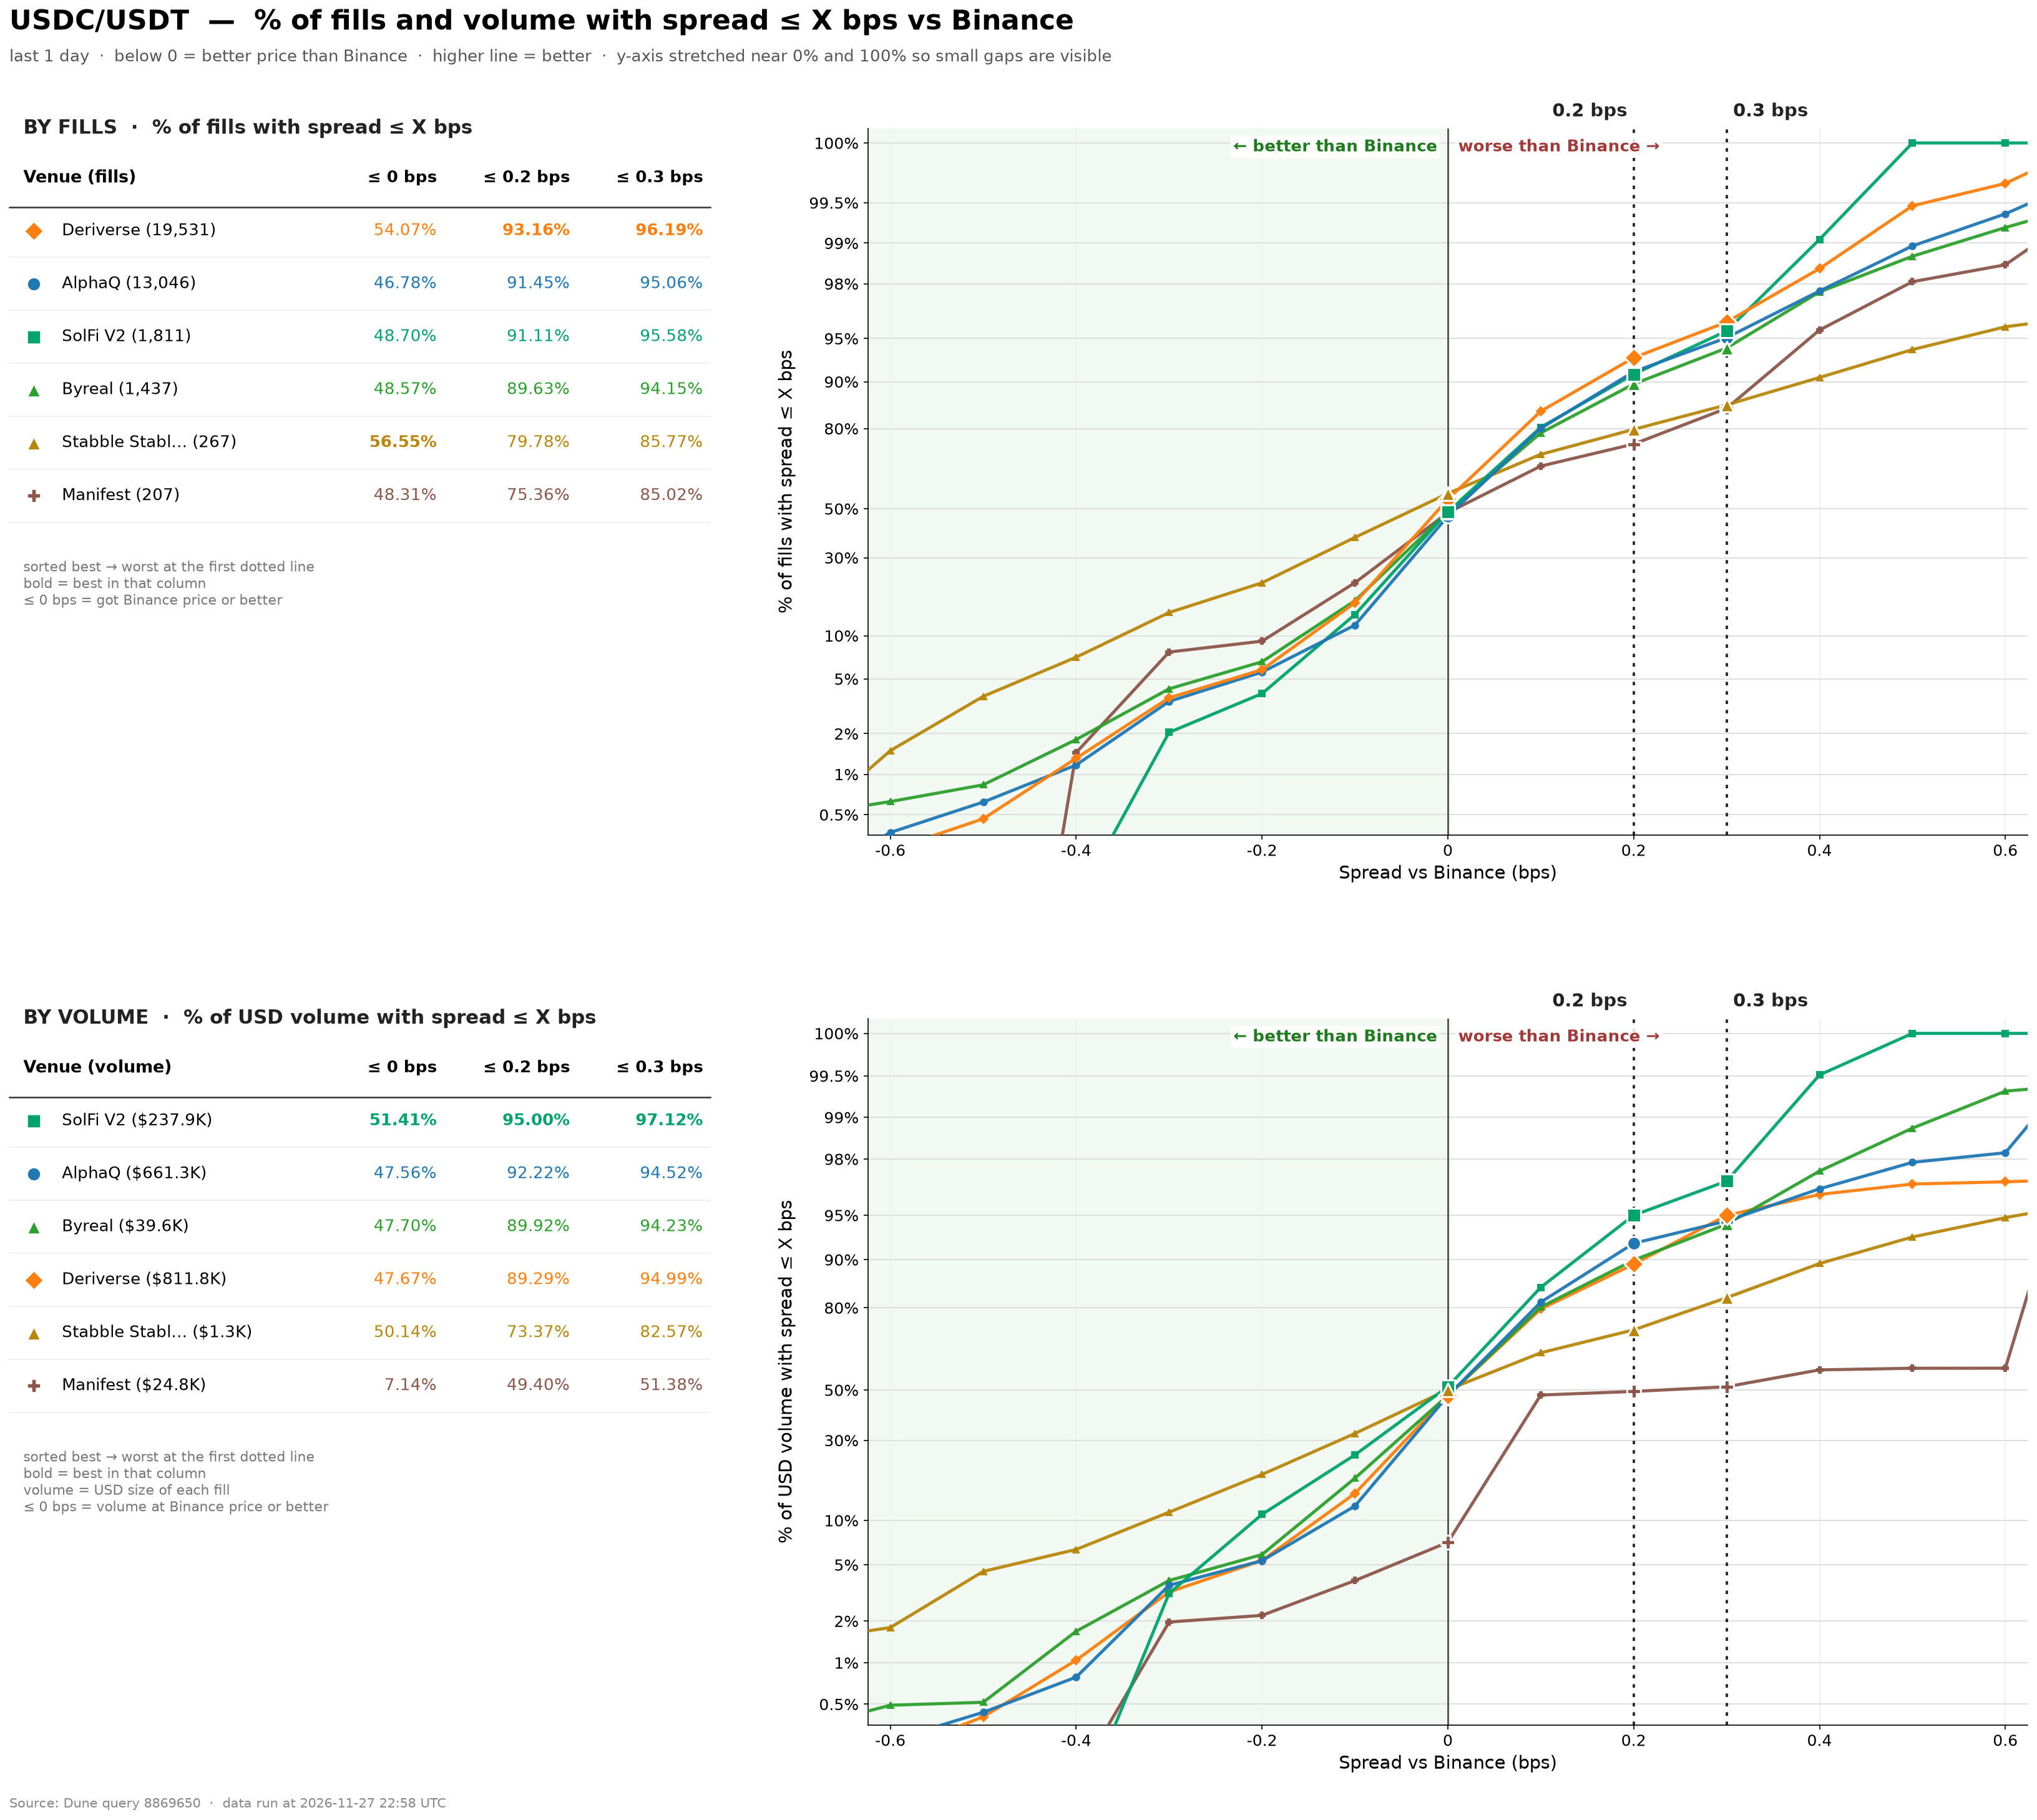 USDC/USDT — % of fills and volume with spread ≤ X bps vs Binance
last 1 day · below 0 = better price than Binance · higher line = better · y-axis stretched near 0% and 100% so small gaps are visible
BY FILLS · % of fills with spread ≤ X bps
Venue (fills) ≤ 0 bps ≤ 0.2 bps ≤ 0.3 bps
Deriverse (19,531) 54.07% 93.16% 96.19%
AlphaQ (13,046) 46.78% 91.45% 95.06%
SolFi V2 (1,811) 48.70% 91.11% 95.58%
Byreal (1,437) 48.57% 89.63% 94.15%
Stabble Stabl... (267) 56.55% 79.78% 85.77%
Manifest (207) 48.31% 75.36% 85.02%
sorted best → worst at the first dotted line
bold = best in that column
≤ 0 bps = got Binance price or better
0.2 bps 0.3 bps
← better than Binance worse than Binance →
% of fills with spread ≤ X bps
100%
99.5%
99%
98%
95%
90%
80%
50%
30%
10%
5%
2%
1%
0.5%
-0.6 -0.4 -0.2 0 0.2 0.4 0.6
Spread vs Binance (bps)
BY VOLUME · % of USD volume with spread ≤ X bps
Venue (volume) ≤ 0 bps ≤ 0.2 bps ≤ 0.3 bps
SolFi V2 ($237.9K) 51.41% 95.00% 97.12%
AlphaQ ($661.3K) 47.56% 92.22% 94.52%
Byreal ($39.6K) 47.70% 89.92% 94.23%
Deriverse ($811.8K) 47.67% 89.29% 94.99%
Stabble Stabl... ($1.3K) 50.14% 73.37% 82.57%
Manifest ($24.8K) 7.14% 49.40% 51.38%
sorted best → worst at the first dotted line
bold = best in that column
volume = USD size of each fill
≤ 0 bps = volume at Binance price or better
0.2 bps 0.3 bps
← better than Binance worse than Binance →
% of USD volume with spread ≤ X bps
100%
99.5%
99%
98%
95%
90%
80%
50%
30%
10%
5%
2%
1%
0.5%
-0.6 -0.4 -0.2 0 0.2 0.4 0.6
Spread vs Binance (bps)
Source: Dune query 8869650 · data run at 2026-11-27 22:58 UTC